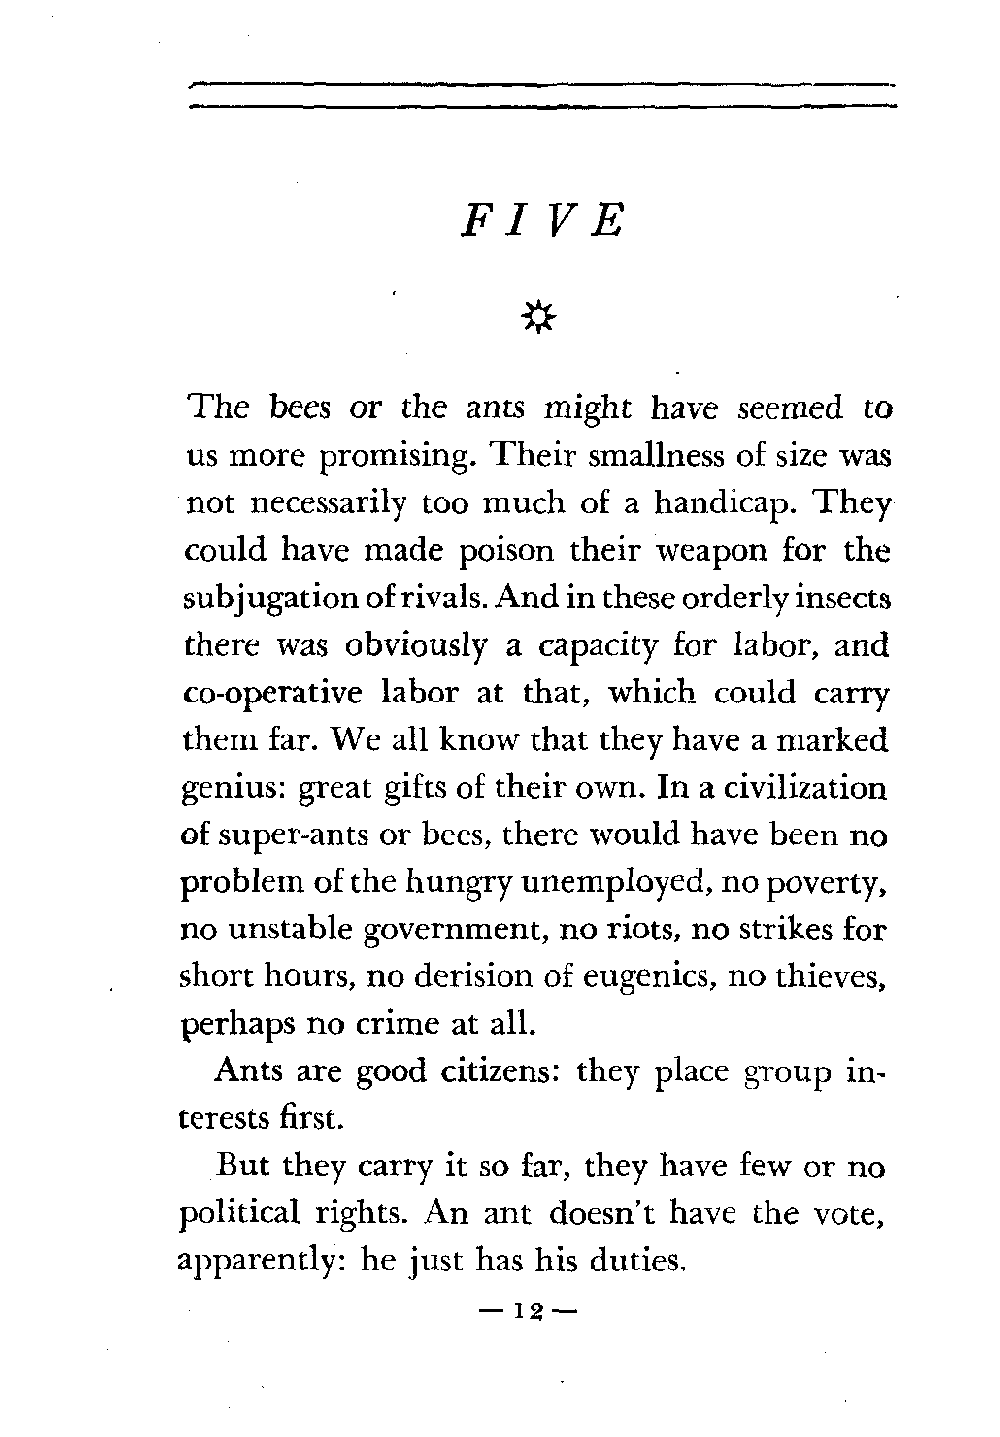 FIVE
The bees or the ants might have seemed to
us more promising. Their smallness of size was
not necessarily too much of a handicap. They
could have made poison their weapon for the
subjugation of rivals. And in these orderly insects
there was obviously a capacity for labor, and
co-operative labor at that, which could carry
them far. We all know that they have a marked
genius: great gifts of their own. In a civilization
of super-ants or bees, there would have been no
problem of the hungry unemployed, no poverty,
no unstable government, no riots, no strikes for
short hours, no derision of eugenics, no thieves,
perhaps no crime at all.
Ants are good citizens: they place group in-
terests first.
But they carry it so far, they have few or no
political rights. An ant doesn't have the vote,
apparently: he just has his duties.
— 12 —